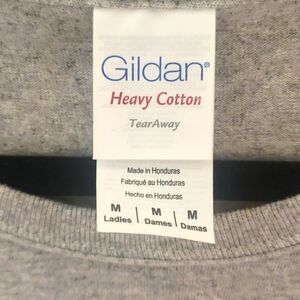 Gildan®
Heavy Cotton
TearAway
Made in Honduras
Fabriqué au Honduras
Hecho en Honduras
M | M | M
Ladies | Dames | Damas